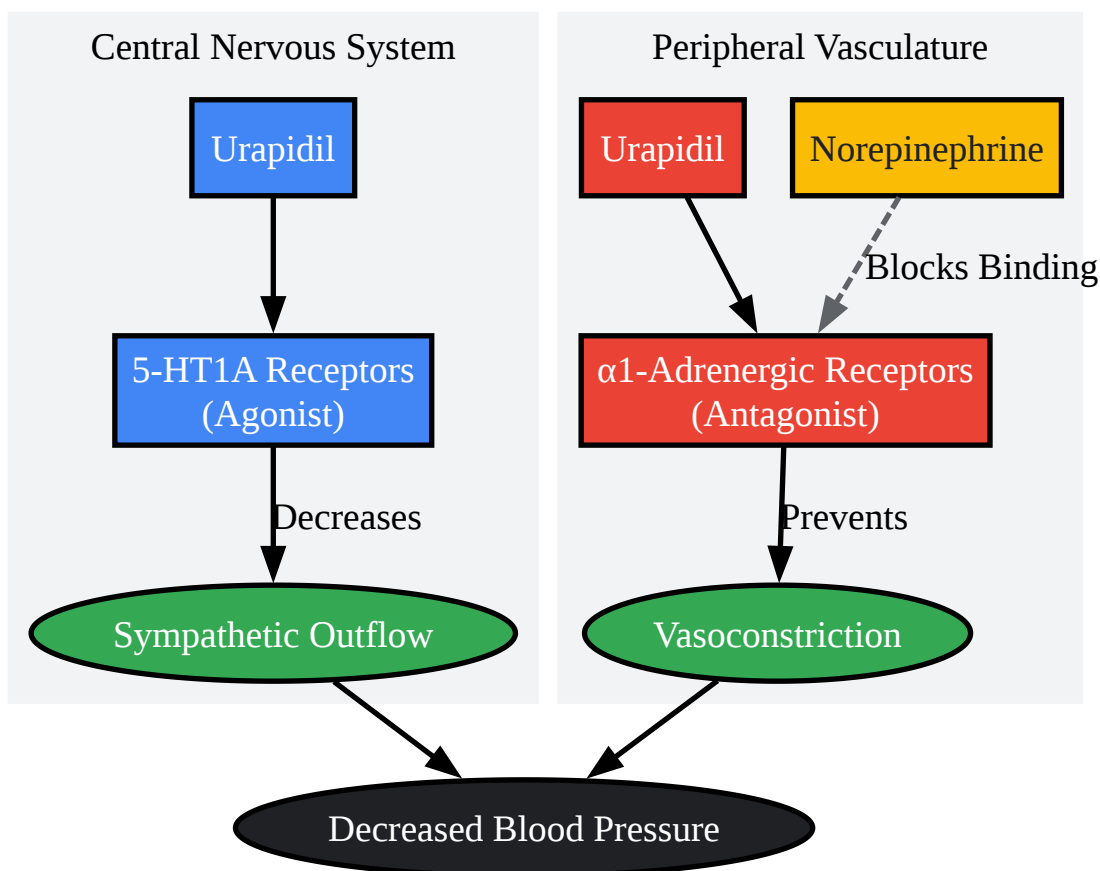 Central Nervous System
Peripheral Vasculature
Urapidil
Urapidil
Norepinephrine
Blocks Binding
5-HT1A Receptors
(Agonist)
α1-Adrenergic Receptors
(Antagonist)
Decreases
Prevents
Sympathetic Outflow
Vasoconstriction
Decreased Blood Pressure